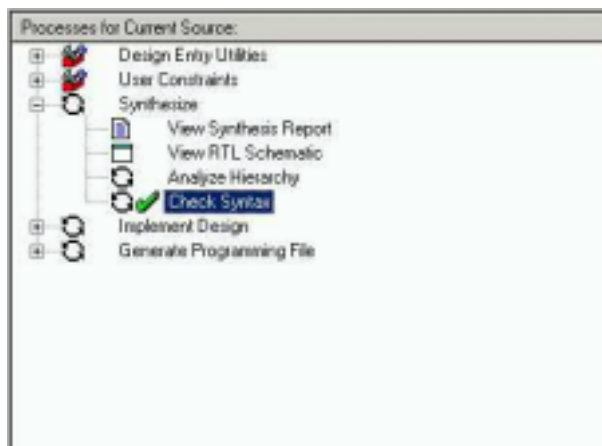 Processes for Current Source:
Design Entry Utilities
User Constraints
Synthesize
View Synthesis Report
View RTL Schematic
Analyze Hierarchy
Check Syntax
Implement Design
Generate Programming File